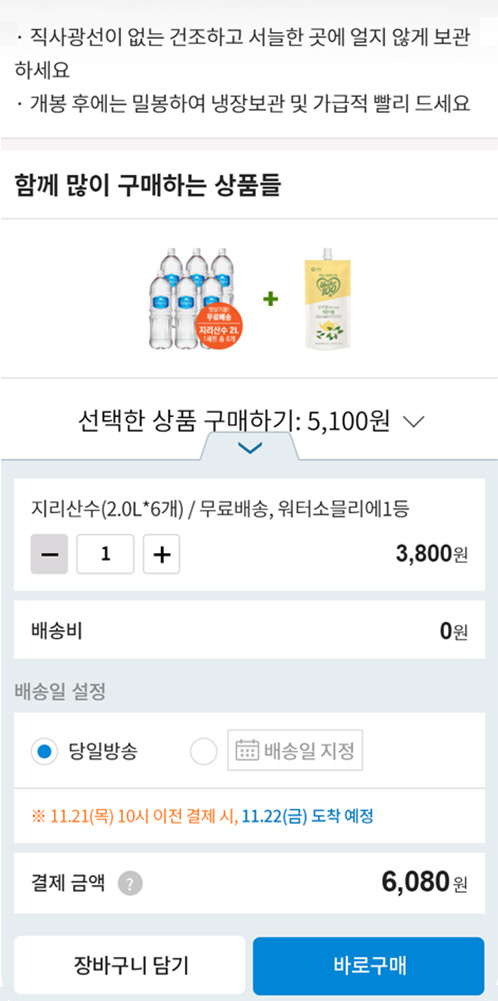 · 직사광선이 없는 건조하고 서늘한 곳에 얼지 않게 보관
하세요
· 개봉 후에는 밀봉하여 냉장보관 및 가급적 빨리 드세요
함께 많이 구매하는 상품들
무료배송
지리산수 2L
1세트 총 6개
+
선택한 상품 구매하기: 5,100원
지리산수(2.0L*6개) / 무료배송, 워터소믈리에1등
− 1 + 3,800원
배송비 0원
배송일 설정
당일방송 배송일 지정
※ 11.21(목) 10시 이전 결제 시, 11.22(금) 도착 예정
결제 금액 ? 6,080원
장바구니 담기 바로구매